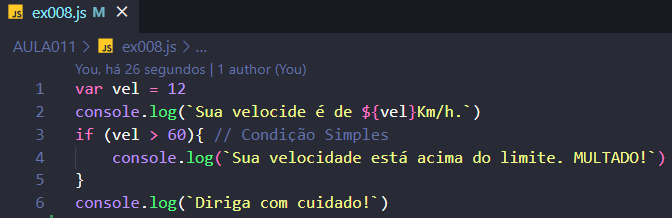 JS ex008.js M ×
AULA011 > JS ex008.js > ...
You, há 26 segundos | 1 author (You)
1 var vel = 12
2 console.log(`Sua velocide é de ${vel}Km/h.`)
3 if (vel > 60){ // Condição Simples
4 console.log(`Sua velocidade está acima do limite. MULTADO!`)
5 }
6 console.log(`Diriga com cuidado!`)